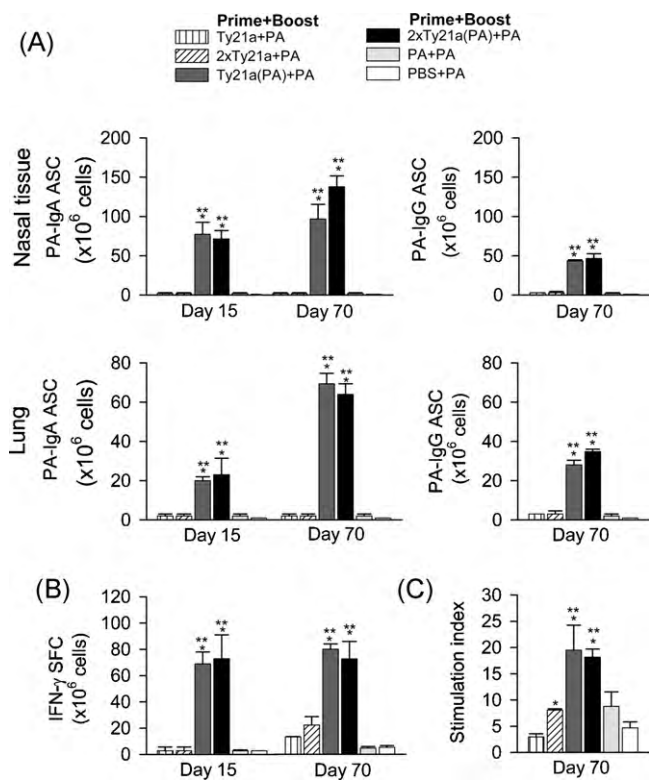 (A)
Prime+Boost
Ty21a+PA
2xTy21a+PA
Ty21a(PA)+PA
Prime+Boost
2xTy21a(PA)+PA
PA+PA
PBS+PA
Nasal tissue
PA-IgA ASC
(x10⁶ cells)
200
150
100
50
0
** * ** *
** * ** *
Day 15 Day 70
PA-IgG ASC
(x10⁶ cells)
200
150
100
50
0
** * ** *
Day 70
Lung
PA-IgA ASC
(x10⁶ cells)
80
60
40
20
0
** * ** *
** * ** *
Day 15 Day 70
PA-IgG ASC
(x10⁶ cells)
80
60
40
20
0
** * ** *
Day 70
(B)
IFN-γ SFC
(x10⁶ cells)
120
100
80
60
40
20
0
** * ** *
** * ** *
Day 15 Day 70
(C)
Stimulation index
30
25
20
15
10
5
0
* ** * ** *
Day 70